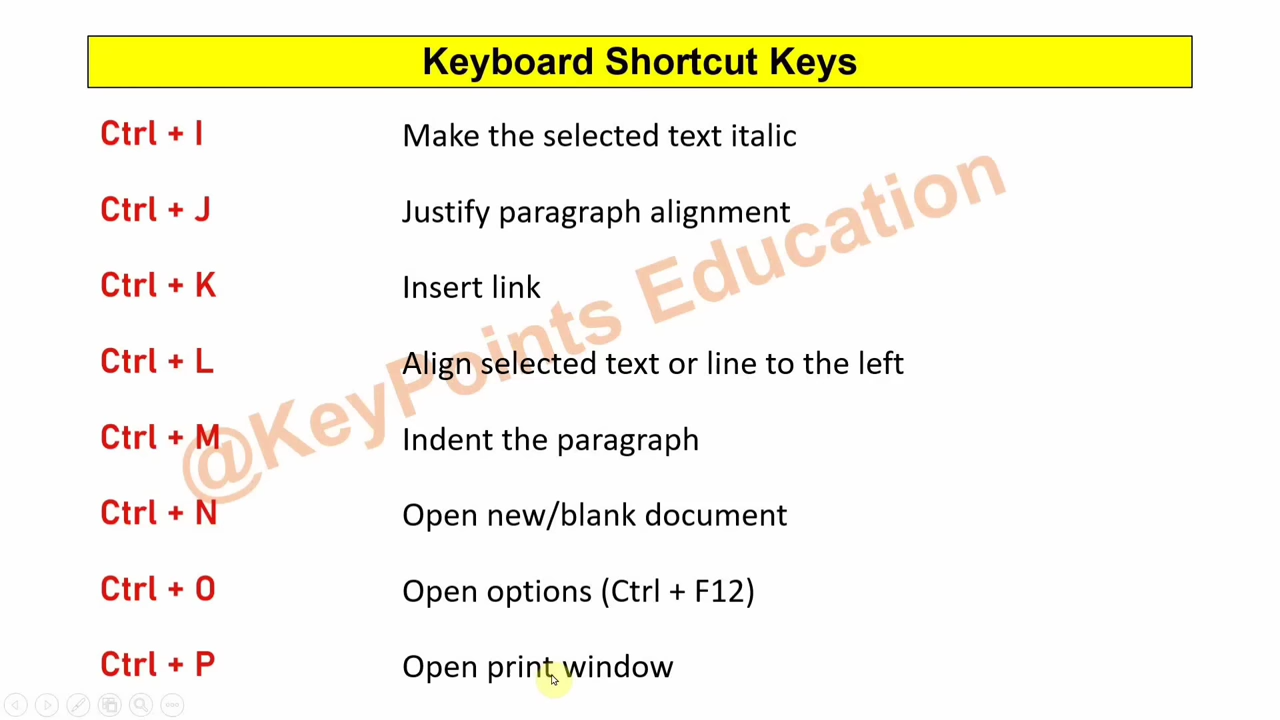 Keyboard Shortcut Keys
Ctrl + I Make the selected text italic
Ctrl + J Justify paragraph alignment
Ctrl + K Insert link
Ctrl + L Align selected text or line to the left
Ctrl + M Indent the paragraph
Ctrl + N Open new/blank document
Ctrl + O Open options (Ctrl + F12)
Ctrl + P Open print window
@KeyPoints Education